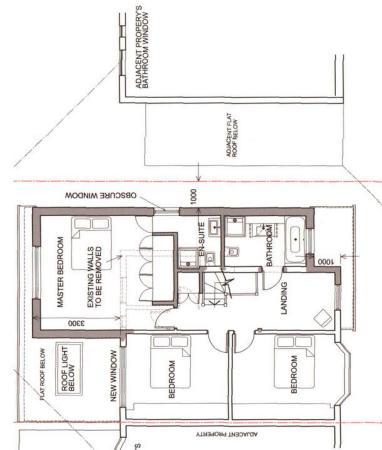 ADJACENT PROPERY'S
BATHROOM WINDOW
ADJACENT FLAT
ROOF BELOW
OBSCURE WINDOW
1000
MASTER BEDROOM
EXISTING WALLS
TO BE REMOVED
EN-SUITE
BATHROOM
1000
3300
LANDING
FLAT ROOF BELOW
ROOF LIGHT
BELOW
NEW WINDOW
BEDROOM
BEDROOM
ADJACENT PROPERTY